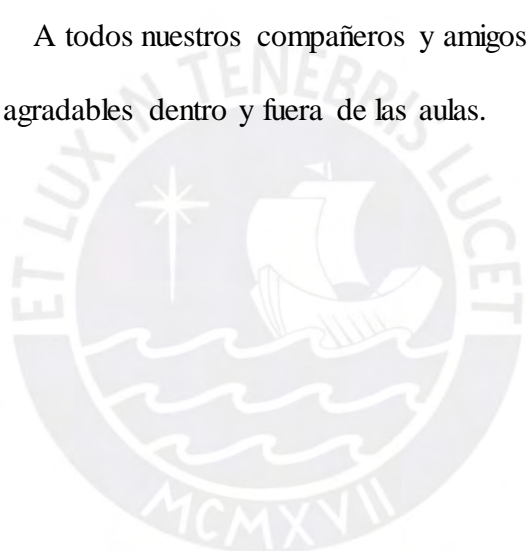 A todos nuestros compañeros y amigos
agradables dentro y fuera de las aulas.
ET LUX IN TENEBRIS LUCET
MCMXVII